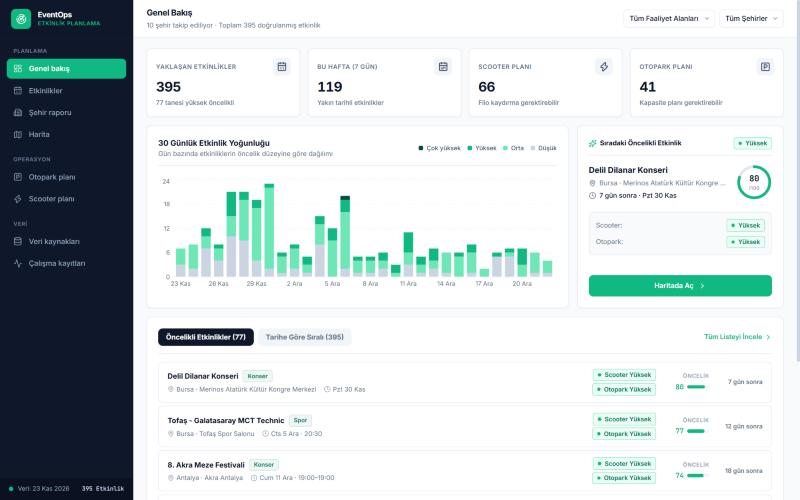 EventOps
ETKİNLİK PLANLAMA
PLANLAMA
Genel bakış
Etkinlikler
Şehir raporu
Harita
OPERASYON
Otopark planı
Scooter planı
VERİ
Veri kaynakları
Çalışma kayıtları
Veri: 23 Kas 2026 395 Etkinlik
Genel Bakış
10 şehir takip ediliyor · Toplam 395 doğrulanmış etkinlik
Tüm Faaliyet Alanları Tüm Şehirler
YAKLAŞAN ETKİNLİKLER
395
77 tanesi yüksek öncelikli
BU HAFTA (7 GÜN)
119
Yakın tarihli etkinlikler
SCOOTER PLANI
66
Filo kaydırma gerektirebilir
OTOPARK PLANI
41
Kapasite planı gerektirebilir
30 Günlük Etkinlik Yoğunluğu
Gün bazında etkinliklerin öncelik düzeyine göre dağılımı
Çok yüksek Yüksek Orta Düşük
24
18
12
6
0
23 Kas 26 Kas 29 Kas 2 Ara 5 Ara 8 Ara 11 Ara 14 Ara 17 Ara 20 Ara
Sıradaki Öncelikli Etkinlik Yüksek
Delil Dilanar Konseri
Bursa · Merinos Atatürk Kültür Kongre ...
7 gün sonra · Pzt 30 Kas
80
/100
Scooter: Yüksek
Otopark: Yüksek
Haritada Aç
Öncelikli Etkinlikler (77) Tarihe Göre Sıralı (395) Tüm Listeyi İncele
Delil Dilanar Konseri Konser
Bursa · Merinos Atatürk Kültür Kongre Merkezi Pzt 30 Kas
Scooter Yüksek
Otopark Yüksek
ÖNCELİK
80
7 gün sonra
Tofaş - Galatasaray MCT Technic Spor
Bursa · Tofaş Spor Salonu Cts 5 Ara · 20:30
Scooter Yüksek
Otopark Yüksek
ÖNCELİK
77
12 gün sonra
8. Akra Meze Festivali Konser
Antalya · Akra Antalya Cum 11 Ara · 19:00–19:00
Scooter Yüksek
Otopark Yüksek
ÖNCELİK
74
18 gün sonra